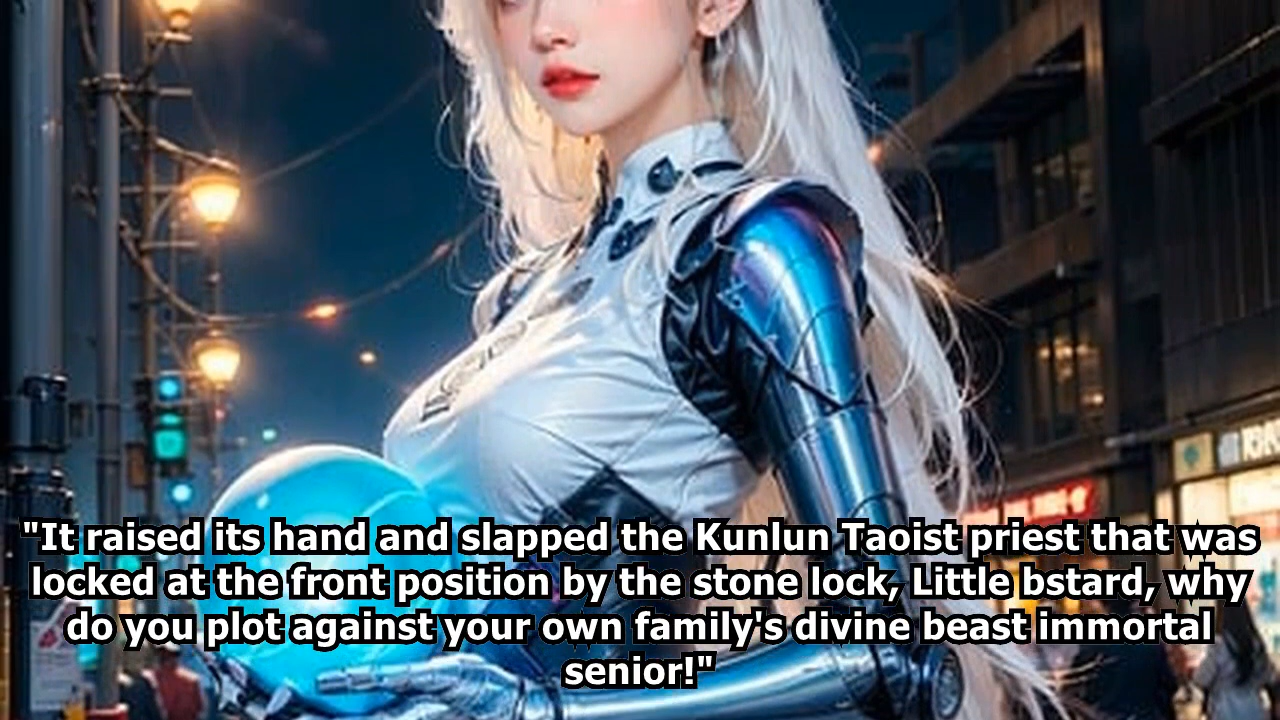 "It raised its hand and slapped the Kunlun Taoist priest that was
locked at the front position by the stone lock, Little bstard, why
do you plot against your own family's divine beast immortal
senior!"